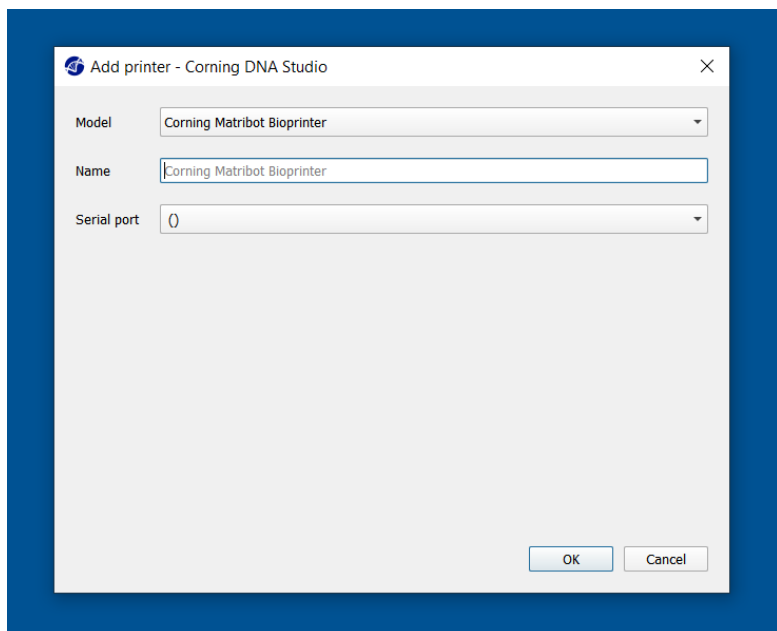 Add printer - Corning DNA Studio
Model Corning Matribot Bioprinter
Name Corning Matribot Bioprinter
Serial port ()
OK Cancel